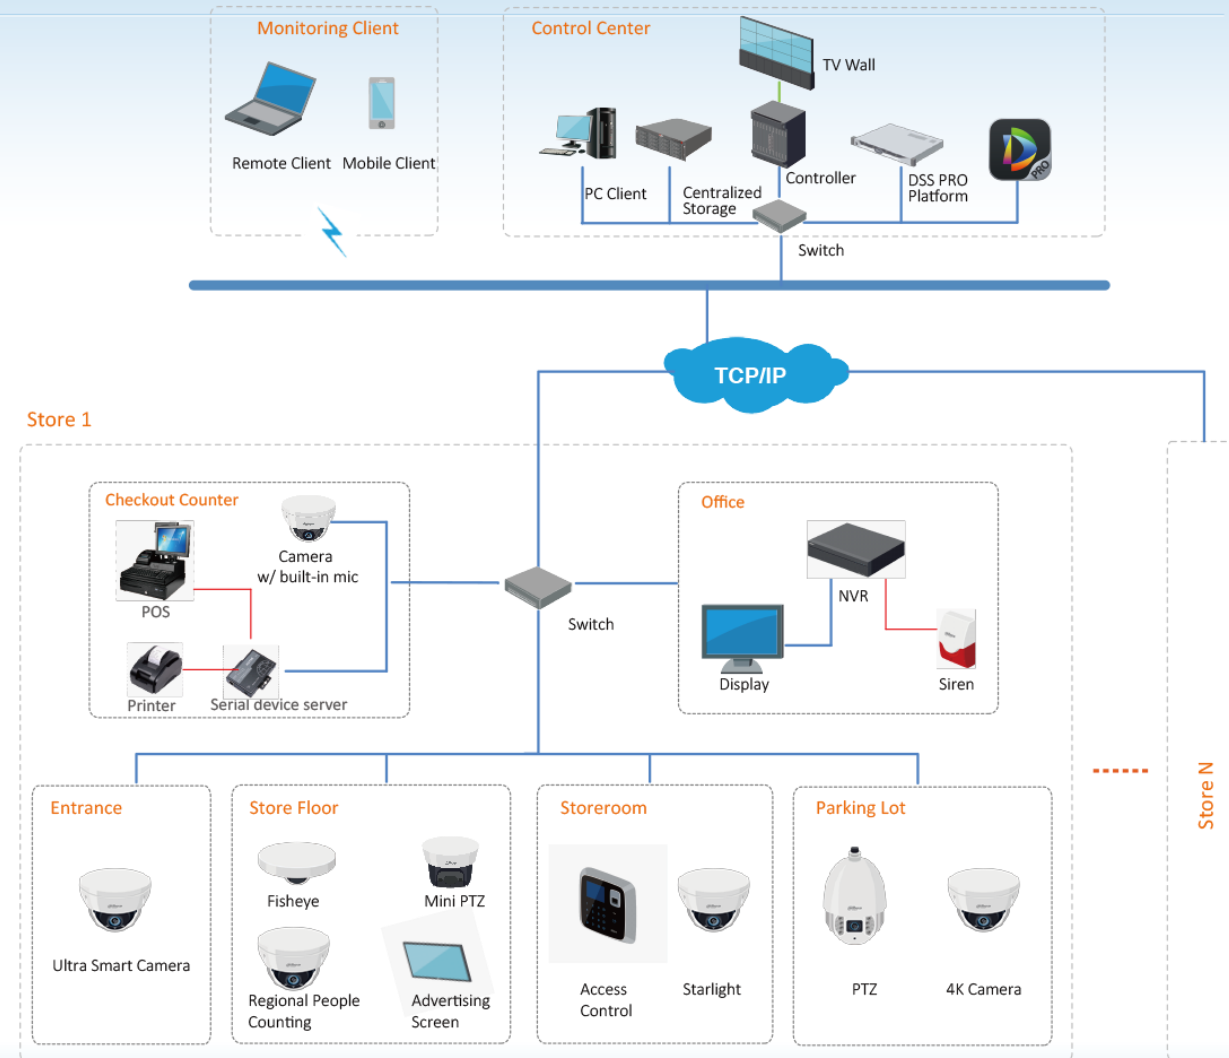 Monitoring Client
Remote Client
Mobile Client
Control Center
TV Wall
PC Client
Centralized
Storage
Controller
DSS PRO
Platform
PRO
Switch
TCP/IP
Store 1
Checkout Counter
POS
Camera
w/ built-in mic
Printer
Serial device server
Switch
Office
NVR
Display
Siren
Entrance
Ultra Smart Camera
Store Floor
Fisheye
Mini PTZ
Regional People
Counting
Advertising
Screen
Storeroom
Access
Control
Starlight
Parking Lot
PTZ
4K Camera
Store N